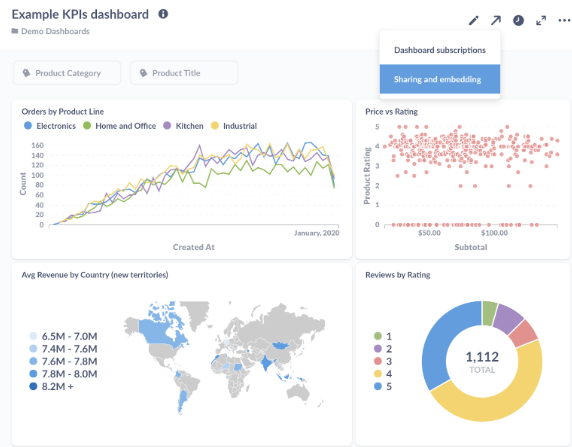 Example KPIs dashboard
Demo Dashboards
Dashboard subscriptions
Sharing and embedding
Product Category
Product Title
Orders by Product Line
Electronics
Home and Office
Kitchen
Industrial
Count
160
140
120
100
80
60
40
20
0
January, 2020
Created At
Price vs Rating
Product Rating
5
4
3
2
1
0
$50.00
$100.00
Subtotal
Avg Revenue by Country (new territories)
6.5M - 7.0M
7.4M - 7.6M
7.6M - 7.8M
7.8M - 8.0M
8.2M +
Reviews by Rating
1
2
3
4
5
1,112
TOTAL